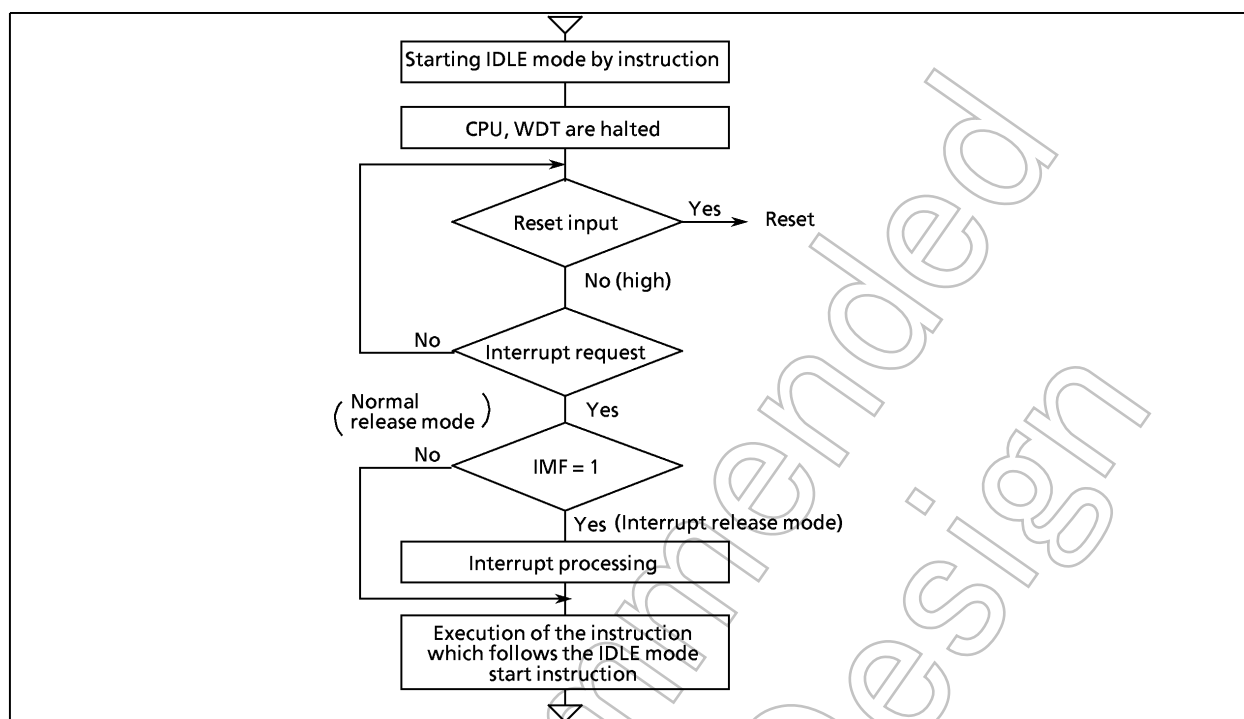 Starting IDLE mode by instruction
CPU, WDT are halted
Reset input
Yes
Reset
No (high)
No
Interrupt request
Normal
release mode
Yes
No
IMF = 1
Yes (Interrupt release mode)
Interrupt processing
Execution of the instruction
which follows the IDLE mode
start instruction
mmended
Design